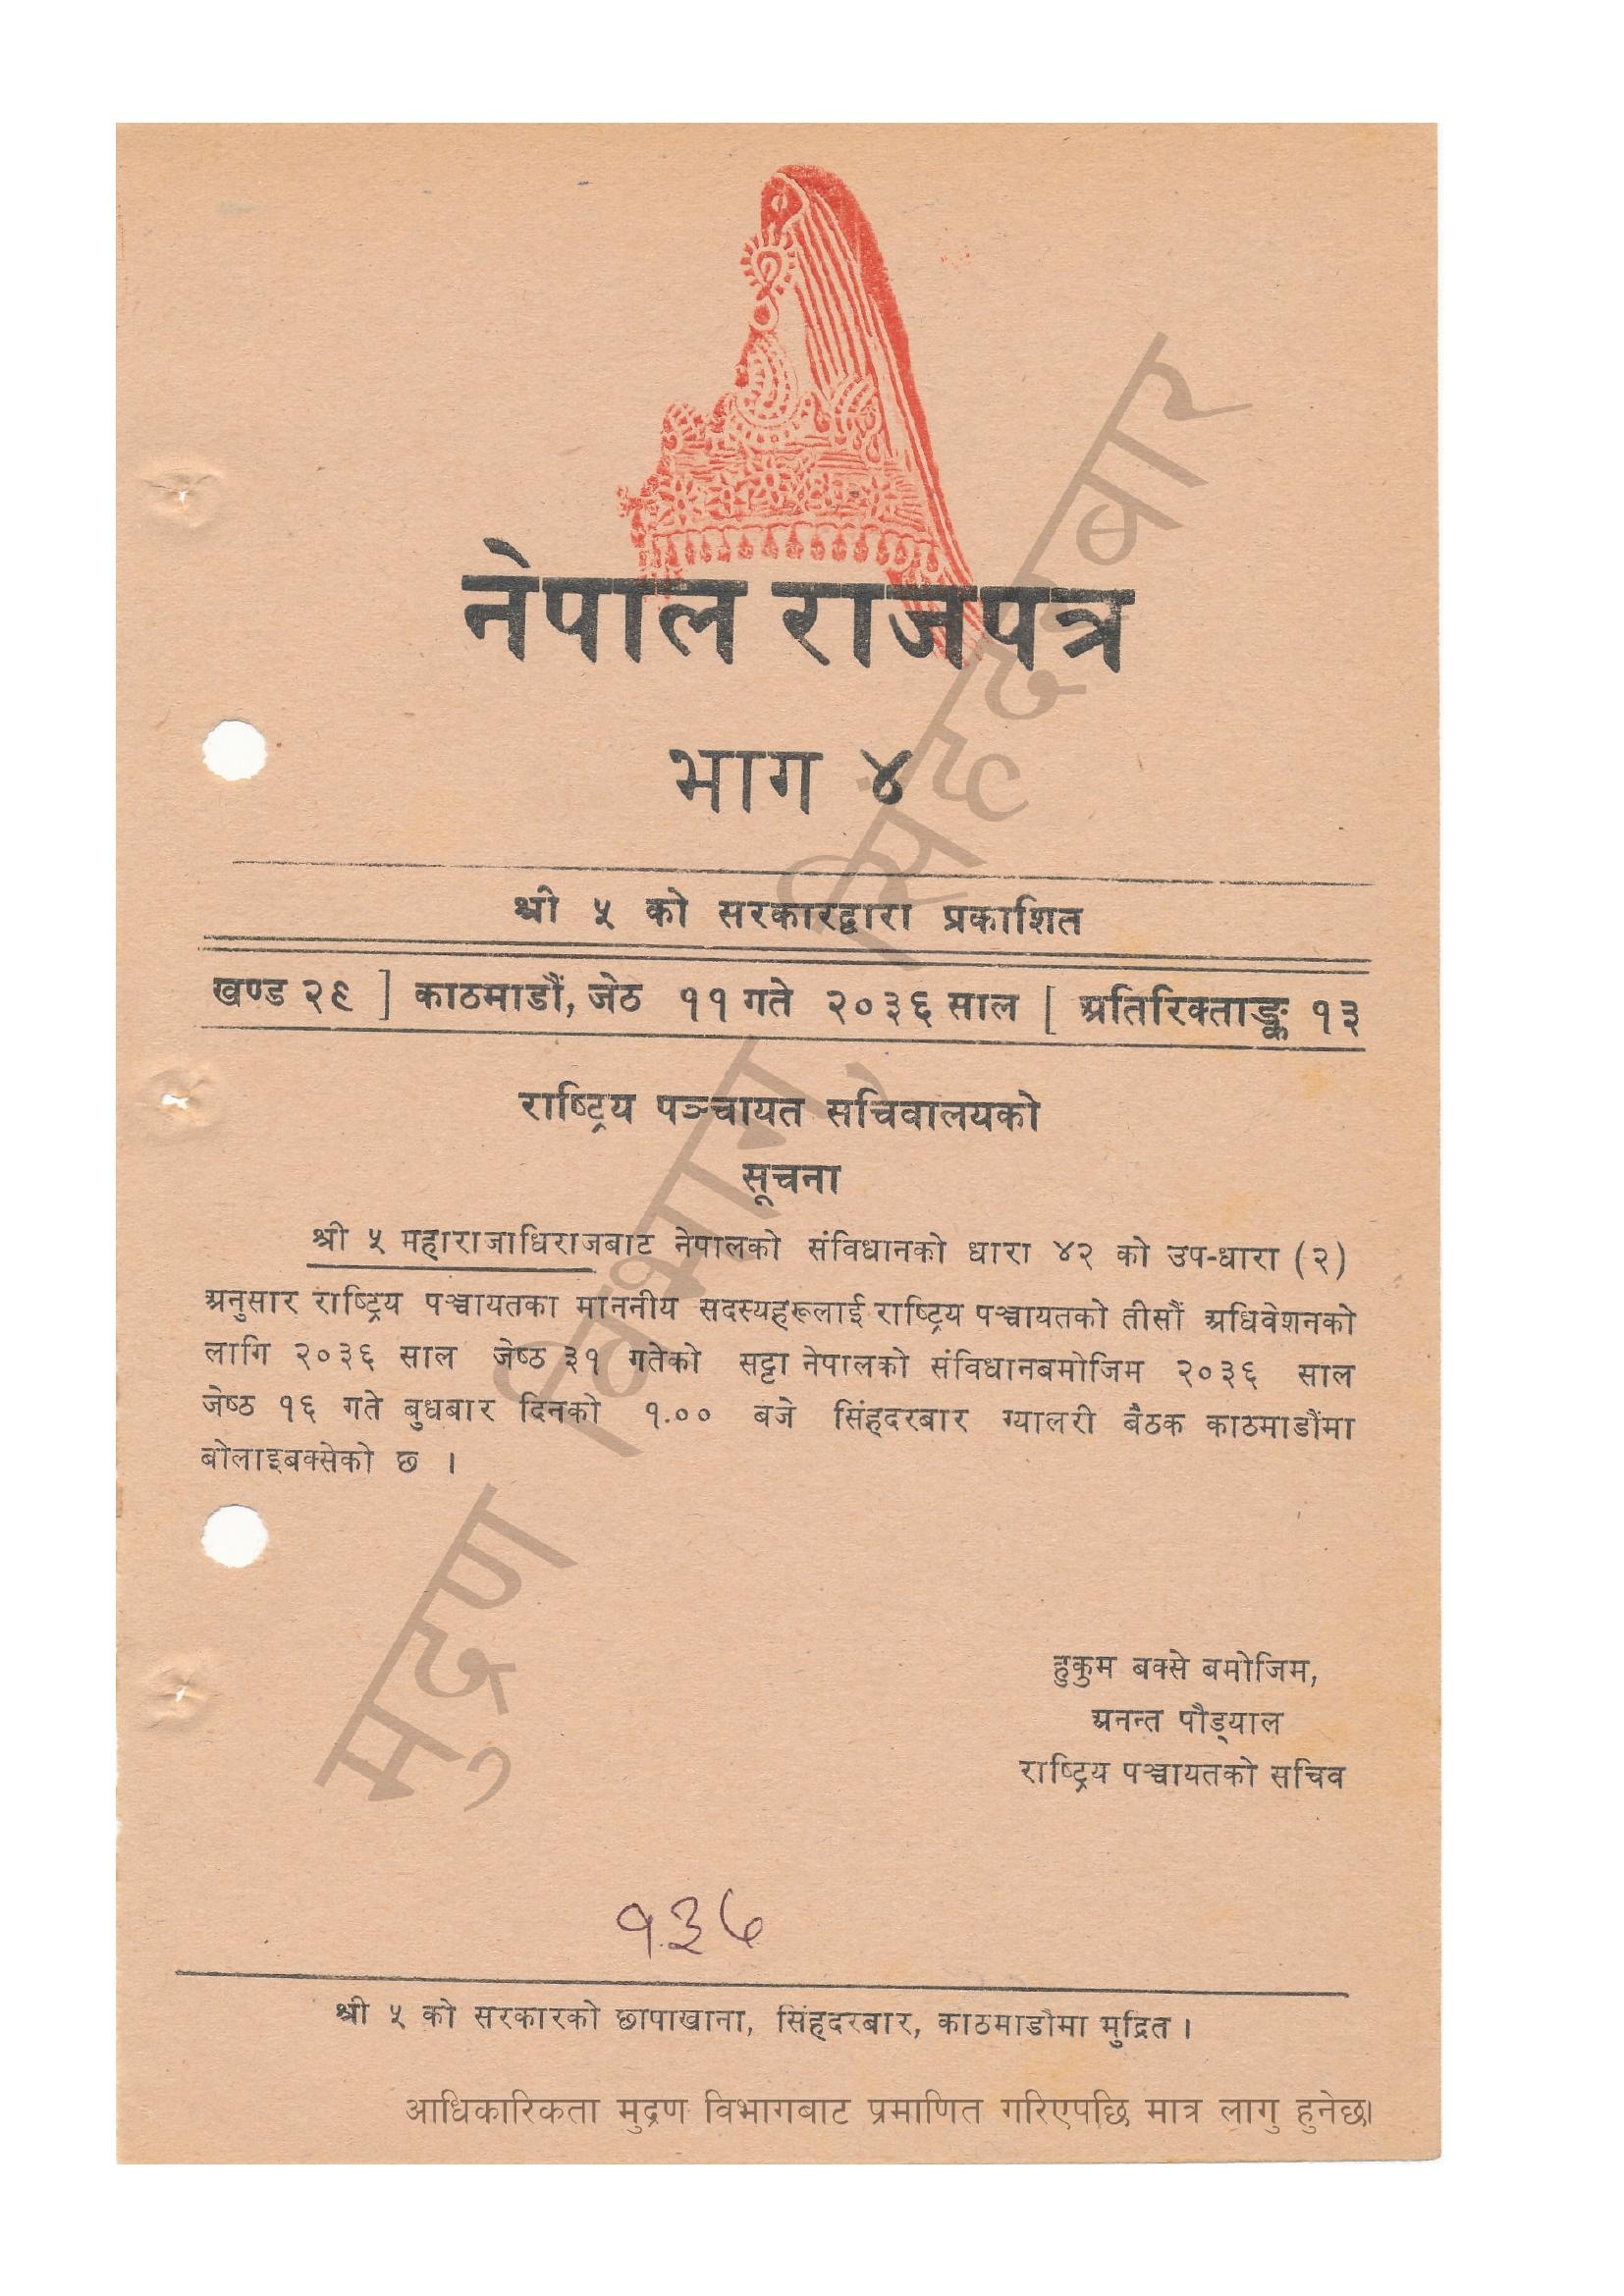 नेपाल राजपत्र
भाग ४
श्री ५ को सरकारद्वारा प्रकाशित
खण्ड २९ ] काठमाडौं, जेठ ११ गते २०३६ साल [ अतिरिक्ताङ्क १३
राष्ट्रिय पञ्चायत सचिवालयको
सूचना
श्री ५ महाराजाधिराजबाट नेपालको संविधानको धारा ४२ को उप-धारा (२)
अनुसार राष्ट्रिय पञ्चायतका माननीय सदस्यहरूलाई राष्ट्रिय पञ्चायतको तीसौं अधिवेशनको
लागि २०३६ साल जेष्ठ ३१ गतेको सट्टा नेपालको संविधानबमोजिम २०३६ साल
जेष्ठ १६ गते बुधबार दिनको १.०० बजे सिंहदरबार ग्यालरी बैठक काठमाडौंमा
बोलाइबक्सेको छ ।
हुकुम बक्से बमोजिम,
अनन्त पौड्याल
राष्ट्रिय पञ्चायतको सचिव
१३७
श्री ५ को सरकारको छापाखाना, सिंहदरबार, काठमाडौंमा मुद्रित ।
आधिकारिकता मुद्रण विभागबाट प्रमाणित गरिएपछि मात्र लागु हुनेछ।
मुद्रण विभाग, सिंहदरबार